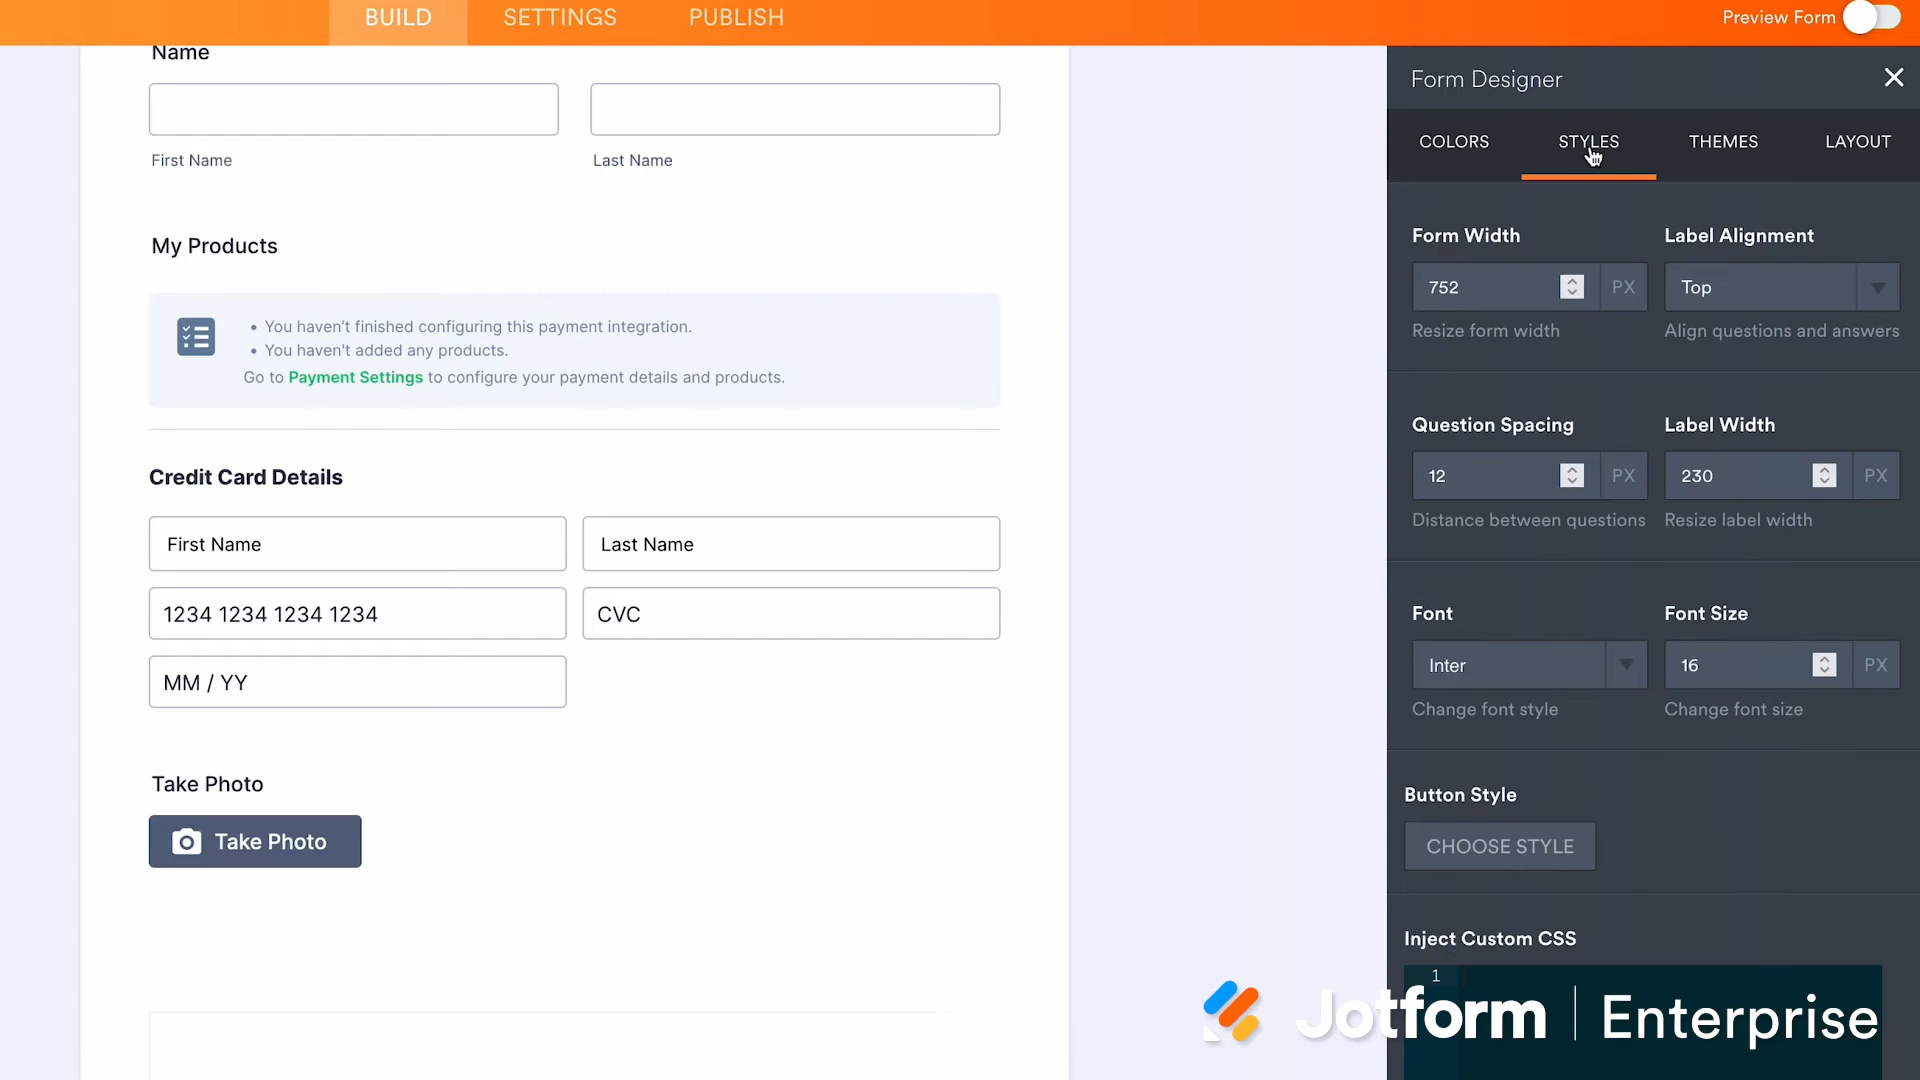 BUILD
SETTINGS
PUBLISH
Preview Form
Name
First Name
Last Name
My Products
• You haven’t finished configuring this payment integration.
• You haven't added any products.
Go to Payment Settings to configure your payment details and products.
Credit Card Details
First Name
Last Name
1234 1234 1234 1234
CVC
MM / YY
Take Photo
Take Photo
Form Designer
COLORS
STYLES
THEMES
LAYOUT
Form Width
Label Alignment
752 PX
Top
Resize form width
Align questions and answers
Question Spacing
Label Width
12 PX
230 PX
Distance between questions
Resize label width
Font
Font Size
Inter
16 PX
Change font style
Change font size
Button Style
CHOOSE STYLE
Inject Custom CSS
1
Jotform | Enterprise